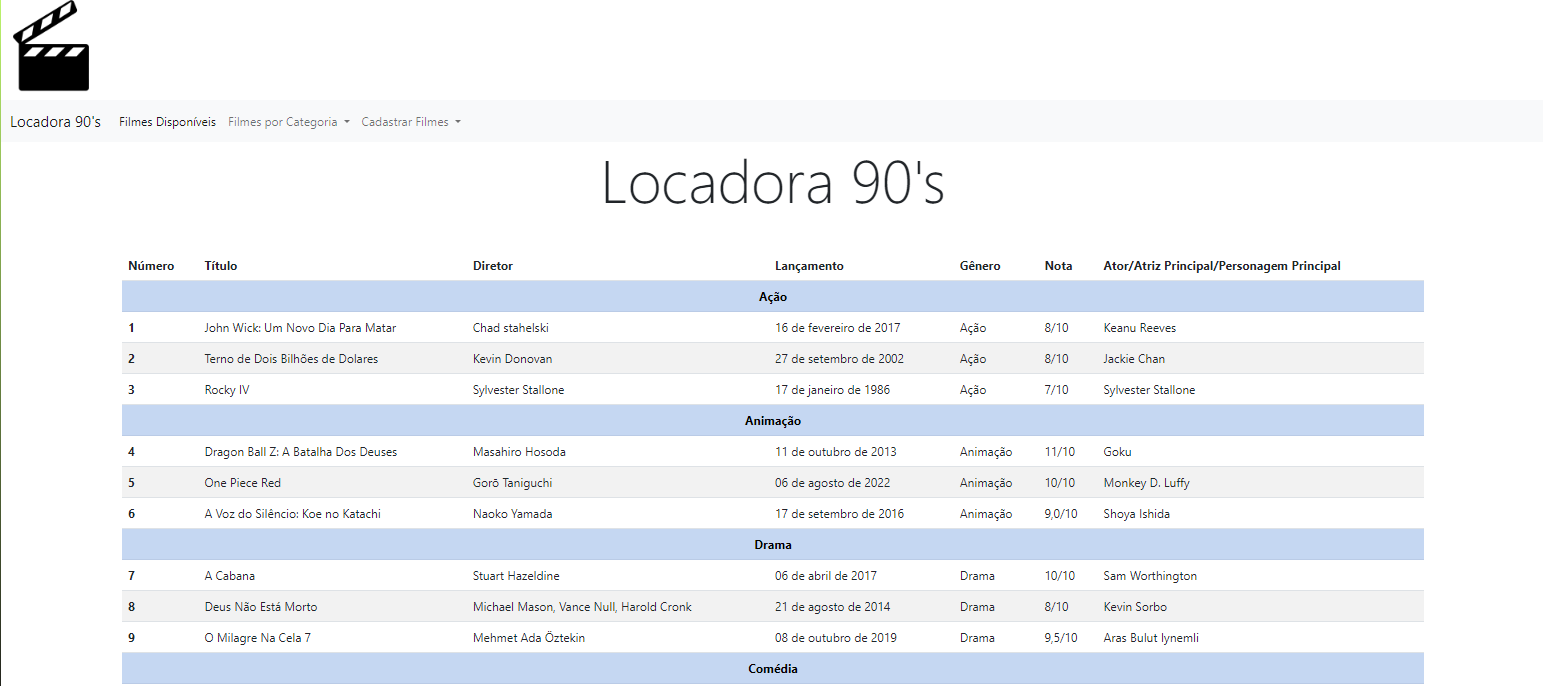 Locadora 90's Filmes Disponíveis Filmes por Categoria Cadastrar Filmes
Locadora 90's
Número Título Diretor Lançamento Gênero Nota Ator/Atriz Principal/Personagem Principal
Ação
1 John Wick: Um Novo Dia Para Matar Chad stahelski 16 de fevereiro de 2017 Ação 8/10 Keanu Reeves
2 Terno de Dois Bilhões de Dolares Kevin Donovan 27 de setembro de 2002 Ação 8/10 Jackie Chan
3 Rocky IV Sylvester Stallone 17 de janeiro de 1986 Ação 7/10 Sylvester Stallone
Animação
4 Dragon Ball Z: A Batalha Dos Deuses Masahiro Hosoda 11 de outubro de 2013 Animação 11/10 Goku
5 One Piece Red Gorō Taniguchi 06 de agosto de 2022 Animação 10/10 Monkey D. Luffy
6 A Voz do Silêncio: Koe no Katachi Naoko Yamada 17 de setembro de 2016 Animação 9,0/10 Shoya Ishida
Drama
7 A Cabana Stuart Hazeldine 06 de abril de 2017 Drama 10/10 Sam Worthington
8 Deus Não Está Morto Michael Mason, Vance Null, Harold Cronk 21 de agosto de 2014 Drama 8/10 Kevin Sorbo
9 O Milagre Na Cela 7 Mehmet Ada Öztekin 08 de outubro de 2019 Drama 9,5/10 Aras Bulut Iynemli
Comédia